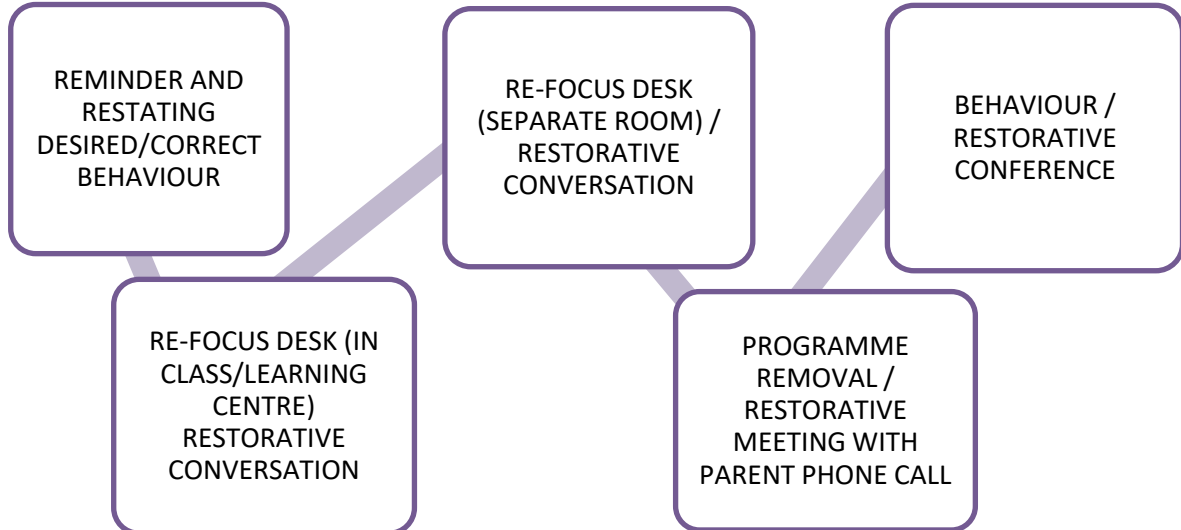 REMINDER AND
RESTATING
DESIRED/CORRECT
BEHAVIOUR
RE-FOCUS DESK (IN
CLASS/LEARNING
CENTRE)
RESTORATIVE
CONVERSATION
RE-FOCUS DESK
(SEPARATE ROOM) /
RESTORATIVE
CONVERSATION
PROGRAMME
REMOVAL /
RESTORATIVE
MEETING WITH
PARENT PHONE CALL
BEHAVIOUR /
RESTORATIVE
CONFERENCE